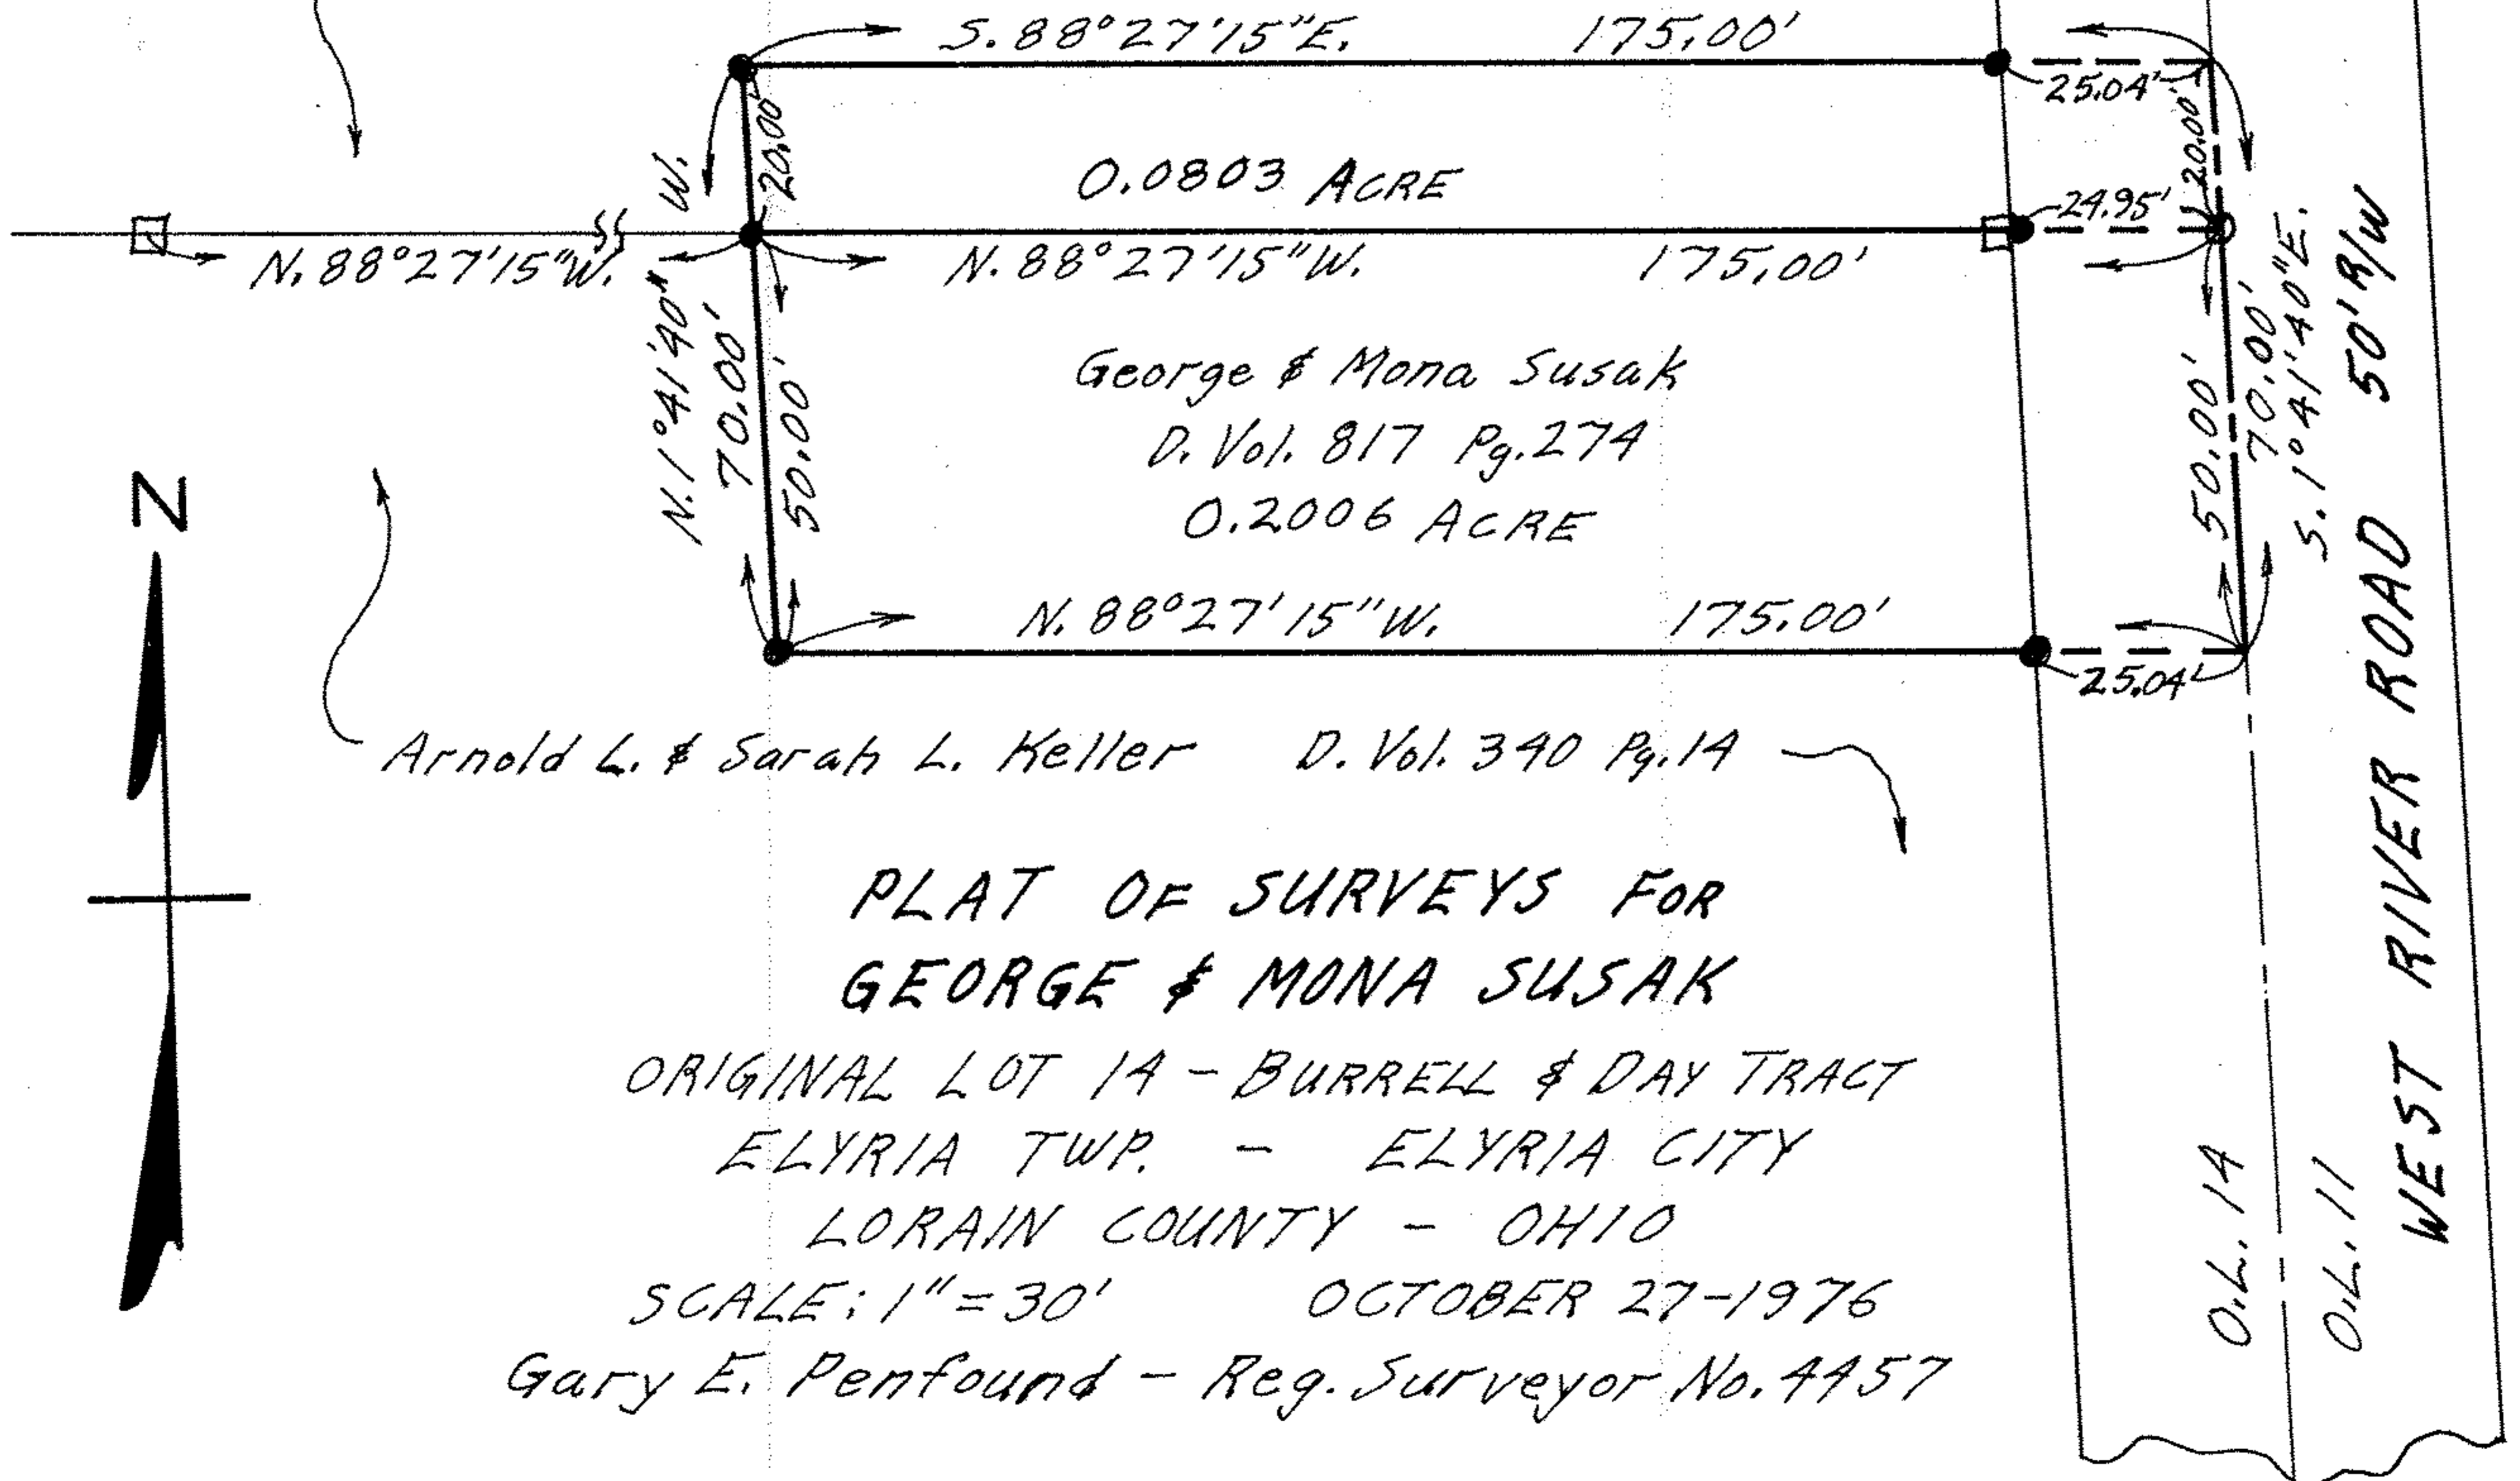 S. 88°27'15"E. 175.00'
25.04'
20.00'
20.00'
0.0803 ACRE
24.95'
N. 88°27'15"W.
N. 88°27'15"W. 175.00'
N. 1°41'40" W.
70.00'
50.00'
George & Mona Susak
D. Vol. 817 Pg. 274
0.2006 ACRE
50.00'
70.00'
S. 1°41'40"E.
N. 88°27'15"W. 175.00'
25.04'
N
Arnold L. & Sarah L. Keller D. Vol. 340 Pg. 14
WEST RIVER ROAD 50' R/W
PLAT OF SURVEYS FOR
GEORGE & MONA SUSAK
ORIGINAL LOT 14 - BURRELL & DAY TRACT
ELYRIA TWP. - ELYRIA CITY
LORAIN COUNTY - OHIO
SCALE: 1" = 30' OCTOBER 27-1976
Gary E. Penfound - Reg. Surveyor No. 4457
O.L. 14
O.L. 11